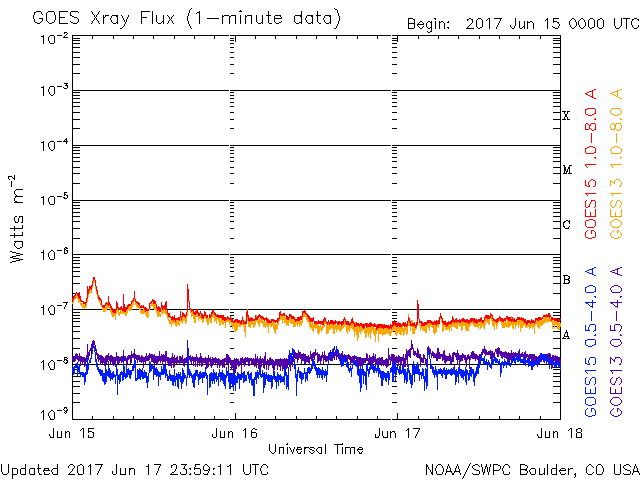 GOES Xray Flux (1-minute data)
Begin: 2017 Jun 15 0000 UTC
10⁻²
10⁻³
10⁻⁴
10⁻⁵
10⁻⁶
10⁻⁷
10⁻⁸
10⁻⁹
Watts m⁻²
X
M
C
B
A
GOES15 1.0-8.0 A
GOES13 1.0-8.0 A
GOES15 0.5-4.0 A
GOES13 0.5-4.0 A
Jun 15 Jun 16 Jun 17 Jun 18
Universal Time
Updated 2017 Jun 17 23:59:11 UTC
NOAA/SWPC Boulder, CO USA